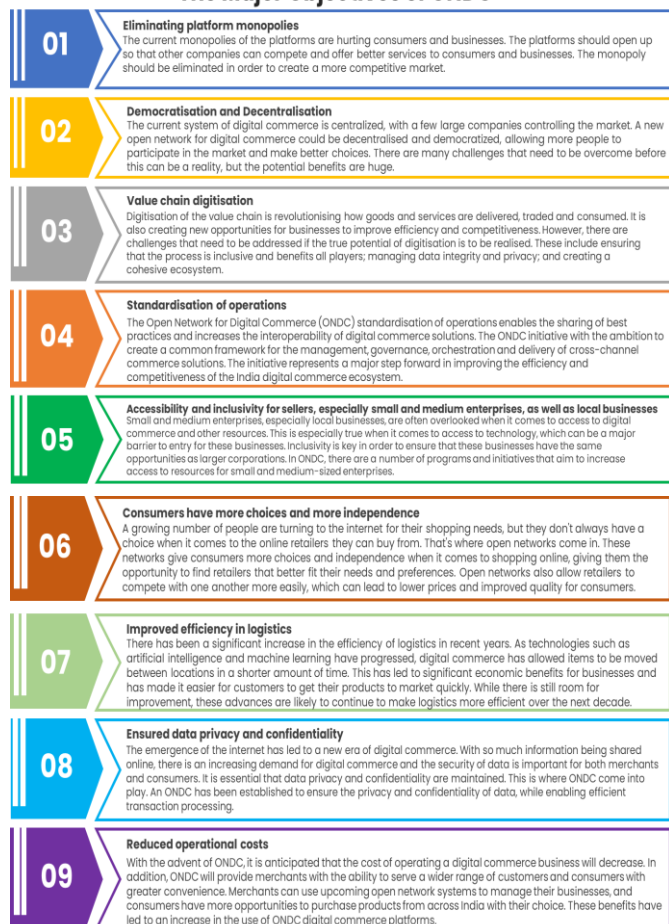 01
Eliminating platform monopolies
The current monopolies of the platforms are hurting consumers and businesses. The platforms should open up
so that other companies can compete and offer better services to consumers and businesses. The monopoly
should be eliminated in order to create a more competitive market.
02
Democratisation and Decentralisation
The current system of digital commerce is centralized, with a few large companies controlling the market. A new
open network for digital commerce could be decentralised and democratized, allowing more people to
participate in the market and make better choices. There are many challenges that need to be overcome before
this can be a reality, but the potential benefits are huge.
03
Value chain digitisation
Digitisation of the value chain is revolutionising how goods and services are delivered, traded and consumed. It is
also creating new opportunities for businesses to improve efficiency and competitiveness. However, there are
challenges that need to be addressed if the true potential of digitisation is to be realised. These include ensuring
that the process is inclusive and benefits all players; managing data integrity and privacy; and creating a
cohesive ecosystem.
04
Standardisation of operations
The Open Network for Digital Commerce (ONDC) standardisation of operations enables the sharing of best
practices and increases the interoperability of digital commerce solutions. The ONDC initiative with the ambition to
create a common framework for the management, governance, orchestration and delivery of cross-channel
commerce solutions. The initiative represents a major step forward in improving the efficiency and
competitiveness of the India digital commerce ecosystem.
05
Accessibility and inclusivity for sellers, especially small and medium enterprises, as well as local businesses
Small and medium enterprises, especially local businesses, are often overlooked when it comes to access to digital
commerce and other resources. This is especially true when it comes to access to technology, which can be a major
barrier to entry for these businesses. Inclusivity is key in order to ensure that these businesses have the same
opportunities as larger corporations. In ONDC, there are a number of programs and initiatives that aim to increase
access to resources for small and medium-sized enterprises.
06
Consumers have more choices and more independence
A growing number of people are turning to the internet for their shopping needs, but they don't always have a
choice when it comes to the online retailers they can buy from. That's where open networks come in. These
networks give consumers more choices and independence when it comes to shopping online, giving them the
opportunity to find retailers that better fit their needs and preferences. Open networks also allow retailers to
compete with one another more easily, which can lead to lower prices and improved quality for consumers.
07
Improved efficiency in logistics
There has been a significant increase in the efficiency of logistics in recent years. As technologies such as
artificial intelligence and machine learning have progressed, digital commerce has allowed items to be moved
between locations in a shorter amount of time. This has led to significant economic benefits for businesses and
has made it easier for customers to get their products to market quickly. While there is still room for
improvement, these advances are likely to continue to make logistics more efficient over the next decade.
08
Ensured data privacy and confidentiality
The emergence of the internet has led to a new era of digital commerce. With so much information being shared
online, there is an increasing demand for digital commerce and the security of data is important for both merchants
and consumers. It is essential that data privacy and confidentiality are maintained. This is where ONDC come into
play. An ONDC has been established to ensure the privacy and confidentiality of data, while enabling efficient
transaction processing.
09
Reduced operational costs
With the advent of ONDC, it is anticipated that the cost of operating a digital commerce business will decrease. In
addition, ONDC will provide merchants with the ability to serve a wider range of customers and consumers with
greater convenience. Merchants can use upcoming open network systems to manage their businesses, and
consumers have more opportunities to purchase products from across India with their choice. These benefits have
led to an increase in the use of ONDC digital commerce platforms.